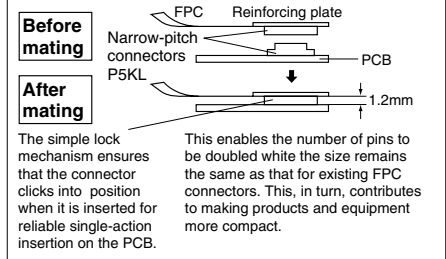 Before
mating
FPC
Reinforcing plate
Narrow-pitch
connectors
P5KL
PCB
After
mating
1.2mm
The simple lock
mechanism ensures
that the connector
clicks into position
when it is inserted for
reliable single-action
insertion on the PCB.
This enables the number of pins to
be doubled white the size remains
the same as that for existing FPC
connectors. This, in turn, contributes
to making products and equipment
more compact.